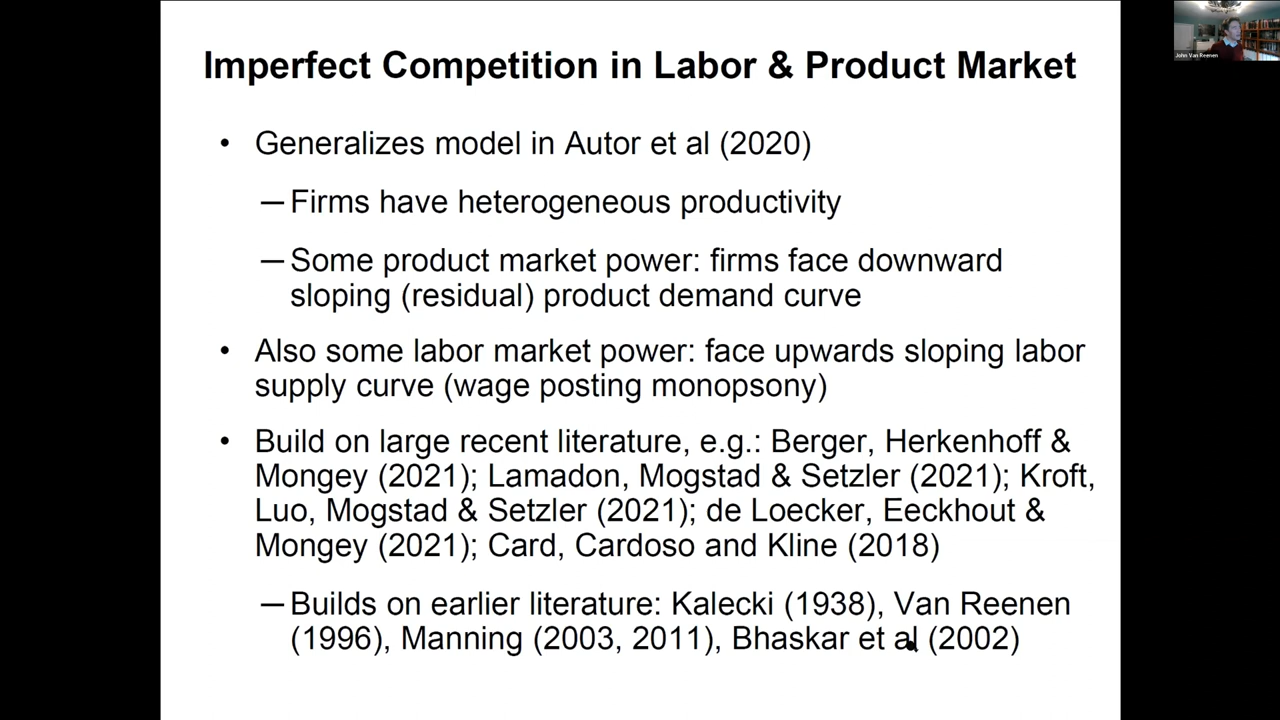 Imperfect Competition in Labor & Product Market
John Van Reenen
• Generalizes model in Autor et al (2020)
— Firms have heterogeneous productivity
— Some product market power: firms face downward
sloping (residual) product demand curve
• Also some labor market power: face upwards sloping labor
supply curve (wage posting monopsony)
• Build on large recent literature, e.g.: Berger, Herkenhoff &
Mongey (2021); Lamadon, Mogstad & Setzler (2021); Kroft,
Luo, Mogstad & Setzler (2021); de Loecker, Eeckhout &
Mongey (2021); Card, Cardoso and Kline (2018)
— Builds on earlier literature: Kalecki (1938), Van Reenen
(1996), Manning (2003, 2011), Bhaskar et al (2002)